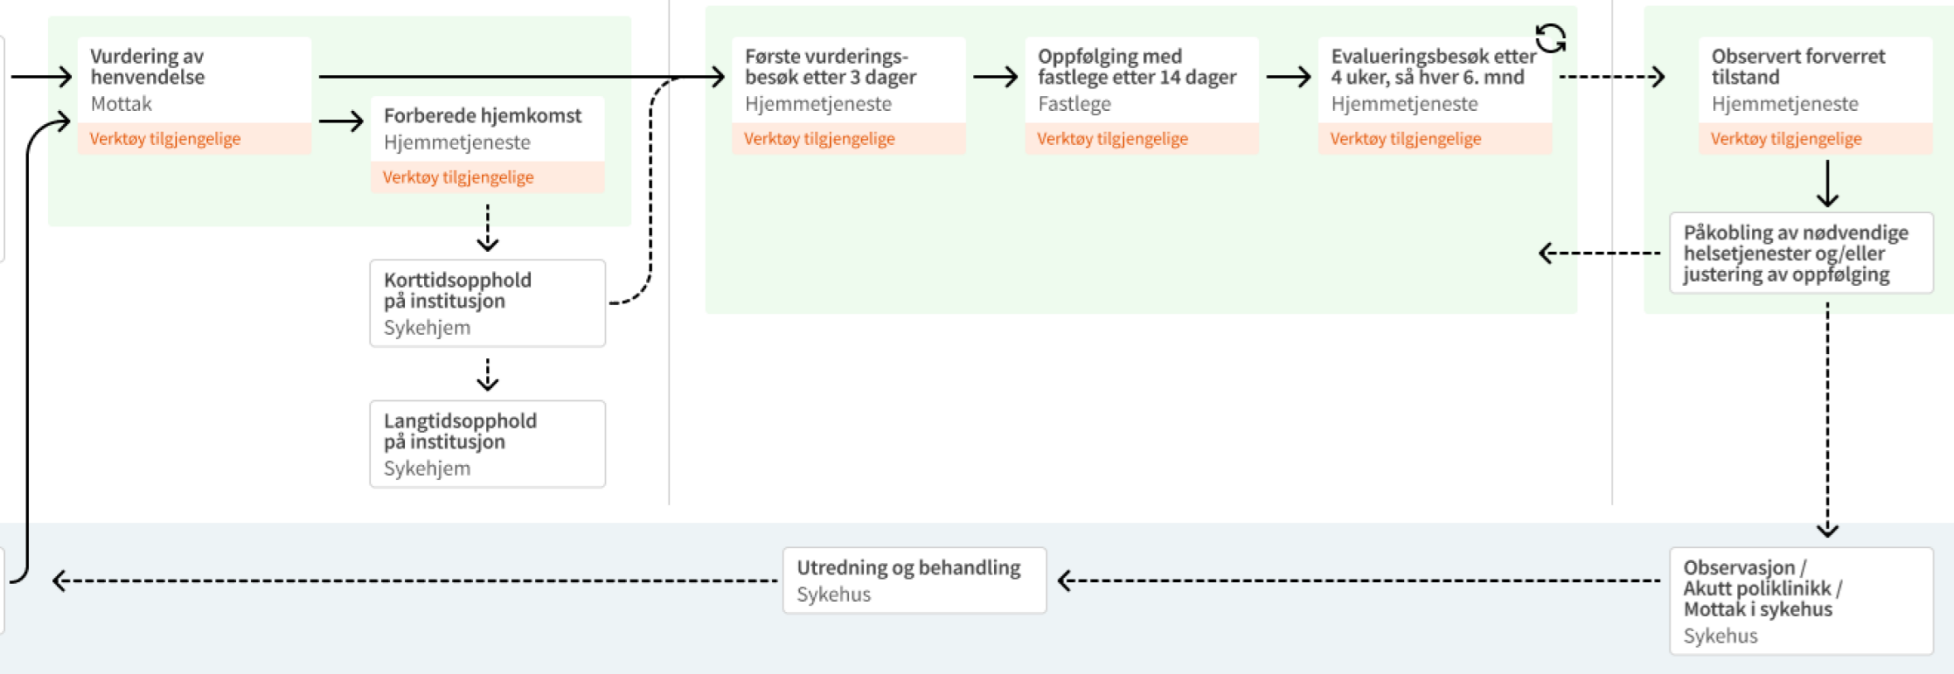 Vurdering av
henvendelse
Mottak
Verktøy tilgjengelige
Forberede hjemkomst
Hjemmetjeneste
Verktøy tilgjengelige
Korttidsopphold
på institusjon
Sykehjem
Langtidsopphold
på institusjon
Sykehjem
Første vurderings-
besøk etter 3 dager
Hjemmetjeneste
Verktøy tilgjengelige
Oppfølging med
fastlege etter 14 dager
Fastlege
Verktøy tilgjengelige
Evalueringsbesøk etter
4 uker, så hver 6. mnd
Hjemmetjeneste
Verktøy tilgjengelige
Observert forverret
tilstand
Hjemmetjeneste
Verktøy tilgjengelige
Påkobling av nødvendige
helsetjenester og/eller
justering av oppfølging
Utredning og behandling
Sykehus
Observasjon /
Akutt poliklinikk /
Mottak i sykehus
Sykehus